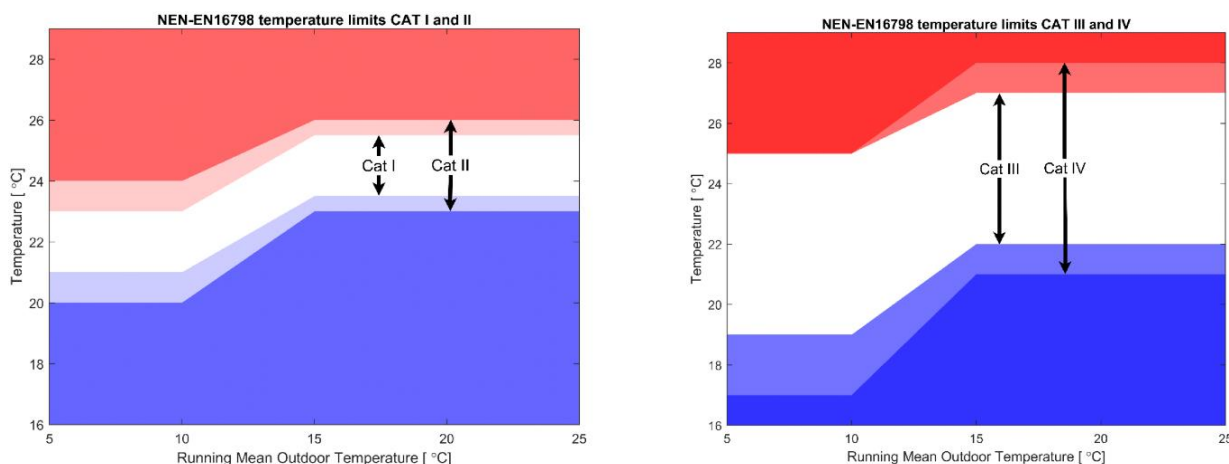 NEN-EN16798 temperature limits CAT I and II
28
26
24
22
20
18
16
Temperature [ °C]
Cat I
Cat II
5
10
15
20
25
Running Mean Outdoor Temperature [ °C]
NEN-EN16798 temperature limits CAT III and IV
28
26
24
22
20
18
16
Temperature [ °C]
Cat III
Cat IV
5
10
15
20
25
Running Mean Outdoor Temperature [ °C]